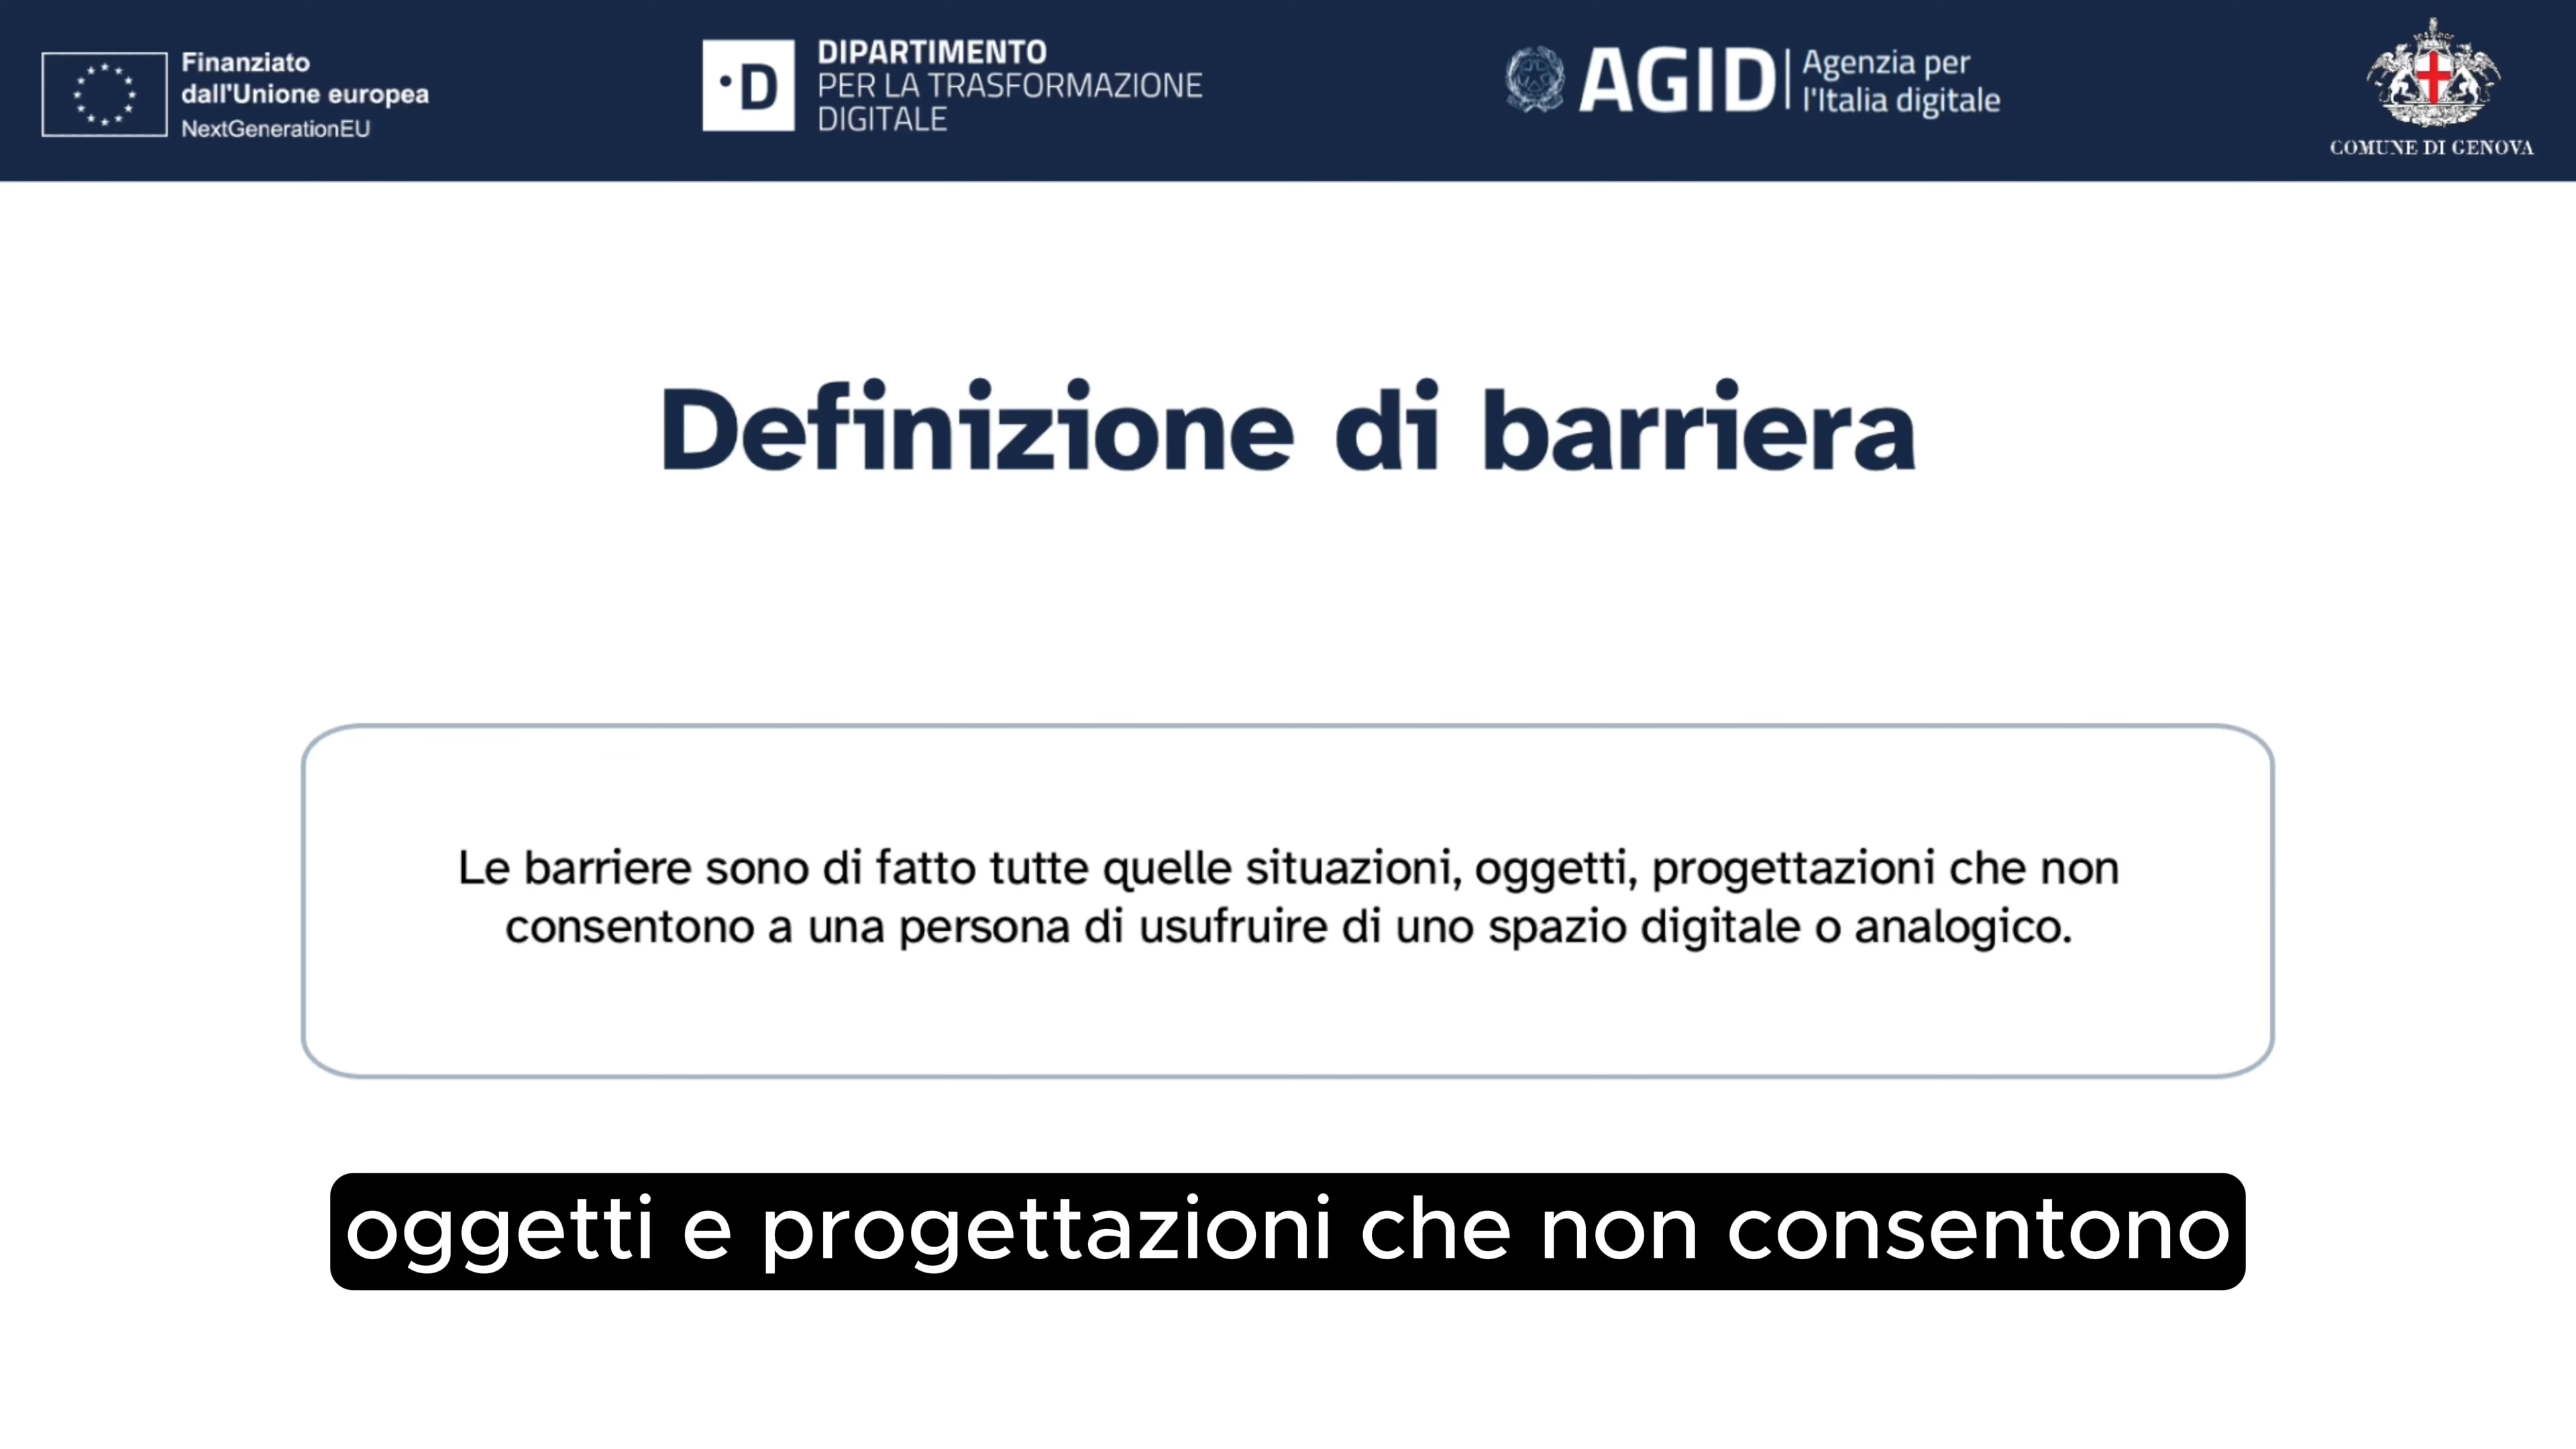 Finanziato
dall'Unione europea
NextGenerationEU
·D
DIPARTIMENTO
PER LA TRASFORMAZIONE
DIGITALE
AGID
Agenzia per
l'Italia digitale
COMUNE DI GENOVA
Definizione di barriera
Le barriere sono di fatto tutte quelle situazioni, oggetti, progettazioni che non
consentono a una persona di usufruire di uno spazio digitale o analogico.
oggetti e progettazioni che non consentono